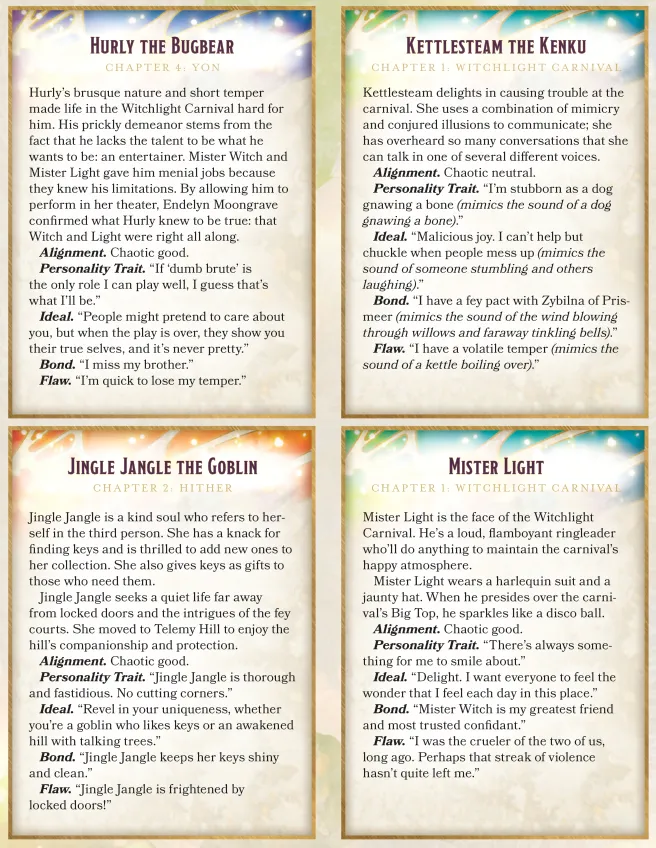 Hurly the Bugbear
Chapter 4: Yon
Hurly's brusque nature and short temper
made life in the Witchlight Carnival hard for
him. His prickly demeanor stems from the
fact that he lacks the talent to be what he
wants to be: an entertainer. Mister Witch and
Mister Light gave him menial jobs because
they knew his limitations. By allowing him to
perform in her theater, Endelyn Moongrave
confirmed what Hurly knew to be true: that
Witch and Light were right all along.
Alignment. Chaotic good.
Personality Trait. “If ‘dumb brute’ is
the only role I can play well, I guess that's
what I'll be.”
Ideal. “People might pretend to care about
you, but when the play is over, they show you
their true selves, and it's never pretty.”
Bond. “I miss my brother.”
Flaw. “I'm quick to lose my temper.”
Kettlesteam the Kenku
Chapter 1: Witchlight Carnival
Kettlesteam delights in causing trouble at the
carnival. She uses a combination of mimicry
and conjured illusions to communicate; she
has overheard so many conversations that she
can talk in one of several different voices.
Alignment. Chaotic neutral.
Personality Trait. “I'm stubborn as a dog
gnawing a bone (mimics the sound of a dog
gnawing a bone).”
Ideal. “Malicious joy. I can't help but
chuckle when people mess up (mimics the
sound of someone stumbling and others
laughing).”
Bond. “I have a fey pact with Zybilna of Pris-
meer (mimics the sound of the wind blowing
through willows and faraway tinkling bells).”
Flaw. “I have a volatile temper (mimics the
sound of a kettle boiling over).”
Jingle Jangle the Goblin
Chapter 2: Hither
Jingle Jangle is a kind soul who refers to her-
self in the third person. She has a knack for
finding keys and is thrilled to add new ones to
her collection. She also gives keys as gifts to
those who need them.
Jingle Jangle seeks a quiet life far away
from locked doors and the intrigues of the fey
courts. She moved to Telemy Hill to enjoy the
hill's companionship and protection.
Alignment. Chaotic good.
Personality Trait. “Jingle Jangle is thorough
and fastidious. No cutting corners.”
Ideal. “Revel in your uniqueness, whether
you're a goblin who likes keys or an awakened
hill with talking trees.”
Bond. “Jingle Jangle keeps her keys shiny
and clean.”
Flaw. “Jingle Jangle is frightened by
locked doors!”
Mister Light
Chapter 1: Witchlight Carnival
Mister Light is the face of the Witchlight
Carnival. He's a loud, flamboyant ringleader
who'll do anything to maintain the carnival's
happy atmosphere.
Mister Light wears a harlequin suit and a
jaunty hat. When he presides over the carni-
val's Big Top, he sparkles like a disco ball.
Alignment. Chaotic good.
Personality Trait. “There's always some-
thing for me to smile about.”
Ideal. “Delight. I want everyone to feel the
wonder that I feel each day in this place.”
Bond. “Mister Witch is my greatest friend
and most trusted confidant.”
Flaw. “I was the crueler of the two of us,
long ago. Perhaps that streak of violence
hasn't quite left me.”